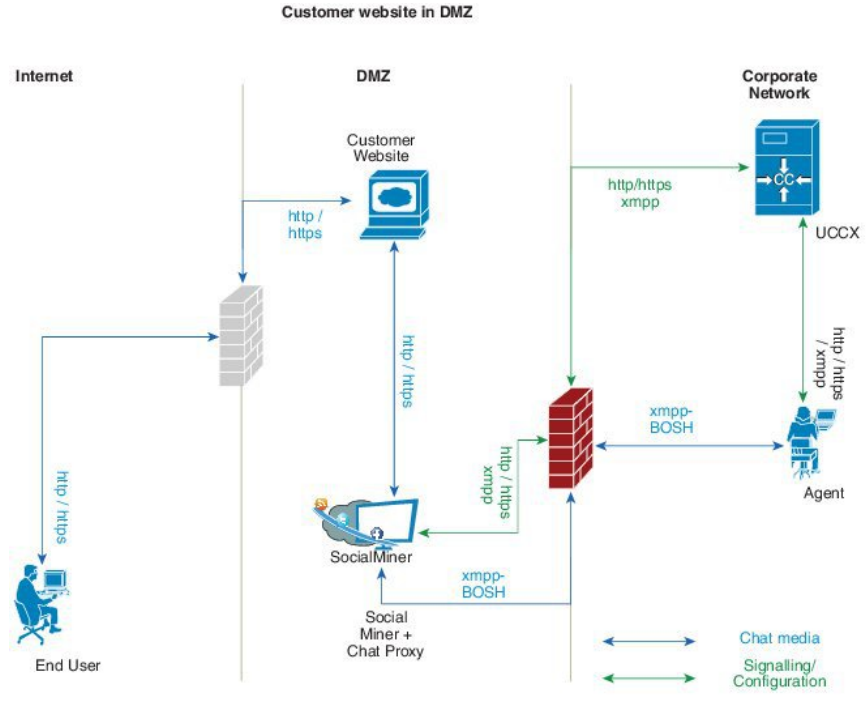 Customer website in DMZ
Internet
DMZ
Corporate
Network
Customer
Website
http /
https
http/https
xmpp
CC
UCCX
http / https
http / https
/ xmpp
xmpp-
BOSH
http / https
xmpp
Agent
http / https
SocialMiner
xmpp-
BOSH
Social
Miner +
Chat Proxy
End User
Chat media
Signalling/
Configuration